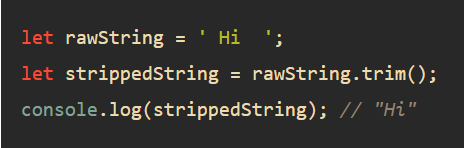 let rawString = ' Hi  ';
let strippedString = rawString.trim();
console.log(strippedString); // "Hi"